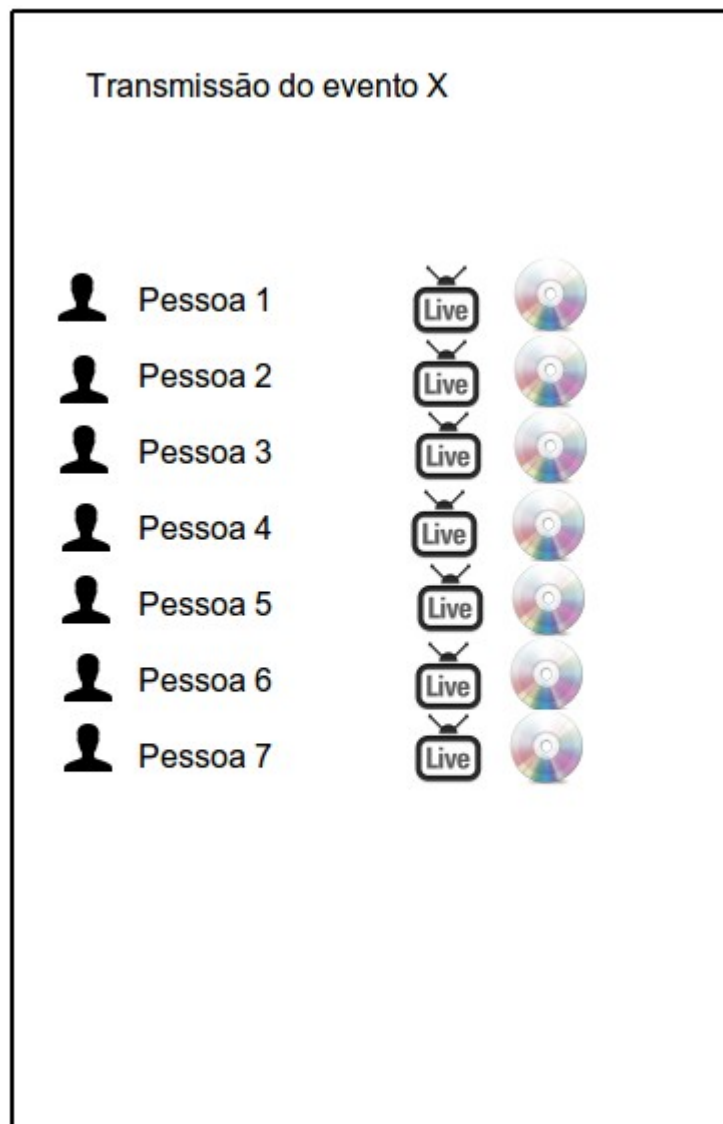 Transmissão do evento X
Pessoa 1 Live
Pessoa 2 Live
Pessoa 3 Live
Pessoa 4 Live
Pessoa 5 Live
Pessoa 6 Live
Pessoa 7 Live